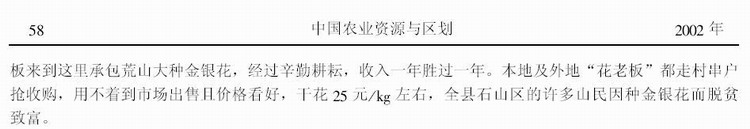 58 中国农业资源与区划 2002 年
板来到这里承包荒山大种金银花，经过辛勤耕耘，收入一年胜过一年。本地及外地“花老板”都走村串户
抢收购，用不着到市场出售且价格看好，干花 25 元/kg 左右，全县石山区的许多山民因种金银花而脱贫
致富。